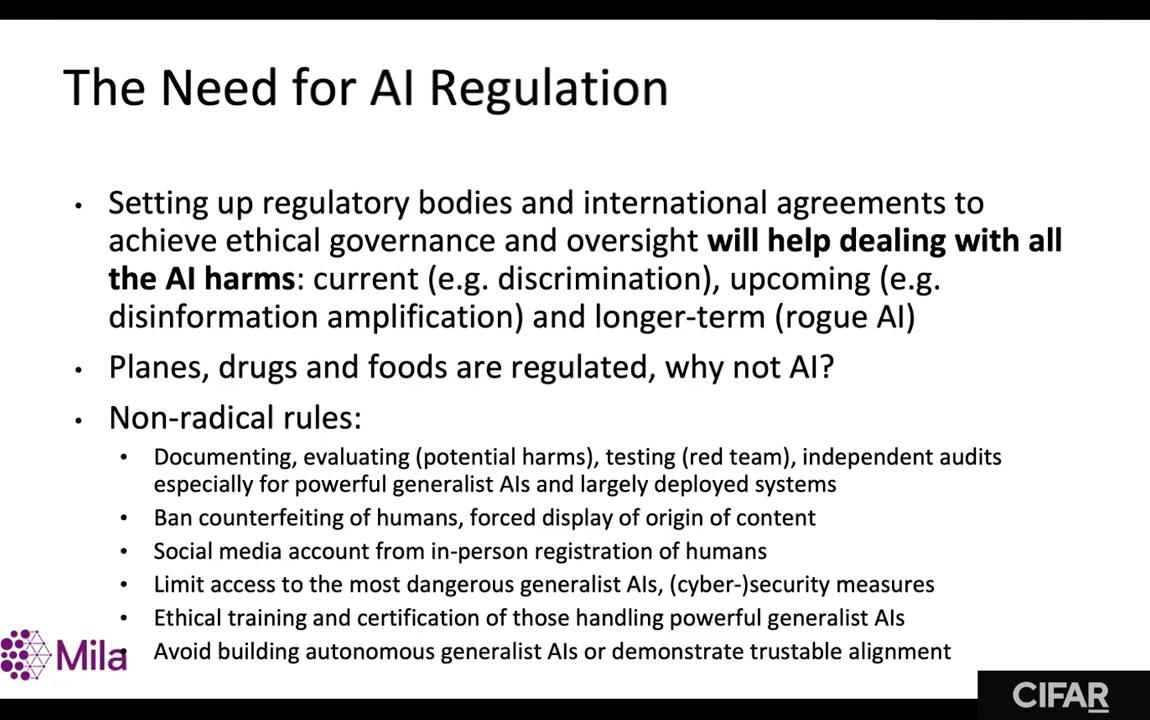 The Need for AI Regulation
• Setting up regulatory bodies and international agreements to
achieve ethical governance and oversight will help dealing with all
the AI harms: current (e.g. discrimination), upcoming (e.g.
disinformation amplification) and longer-term (rogue AI)
• Planes, drugs and foods are regulated, why not AI?
• Non-radical rules:
• Documenting, evaluating (potential harms), testing (red team), independent audits
especially for powerful generalist AIs and largely deployed systems
• Ban counterfeiting of humans, forced display of origin of content
• Social media account from in-person registration of humans
• Limit access to the most dangerous generalist AIs, (cyber-)security measures
• Ethical training and certification of those handling powerful generalist AIs
• Avoid building autonomous generalist AIs or demonstrate trustable alignment
Mila
CIFAR